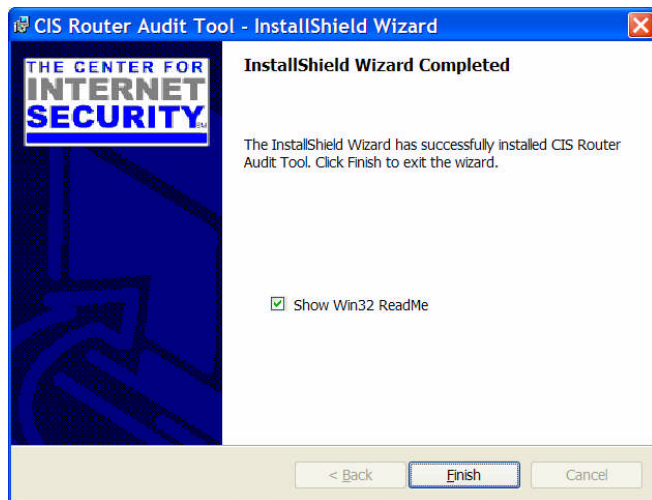 CIS Router Audit Tool - InstallShield Wizard
THE CENTER FOR
INTERNET
SECURITY
InstallShield Wizard Completed
The InstallShield Wizard has successfully installed CIS Router
Audit Tool. Click Finish to exit the wizard.
Show Win32 ReadMe
< Back
Finish
Cancel